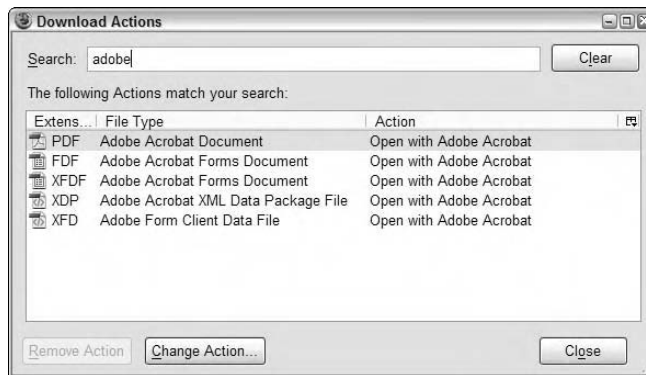 Download Actions
Search: adobe Clear
The following Actions match your search:
Extens... File Type Action
PDF Adobe Acrobat Document Open with Adobe Acrobat
FDF Adobe Acrobat Forms Document Open with Adobe Acrobat
XFDF Adobe Acrobat Forms Document Open with Adobe Acrobat
XDP Adobe Acrobat XML Data Package File Open with Adobe Acrobat
XFD Adobe Form Client Data File Open with Adobe Acrobat
Remove Action Change Action... Close